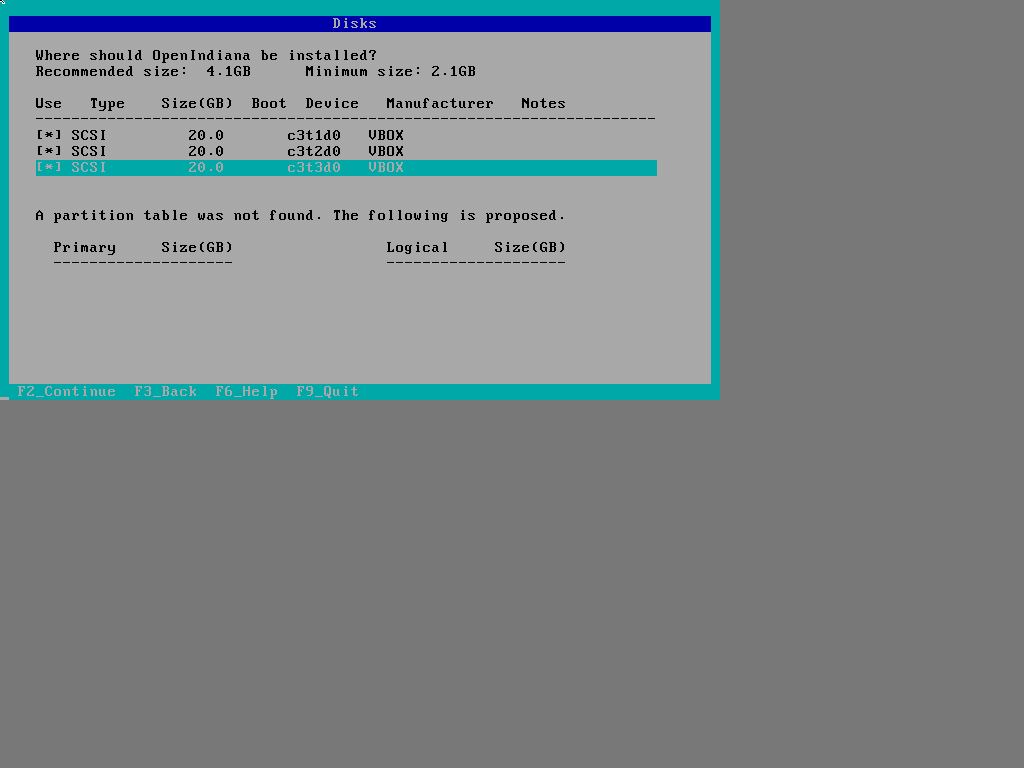 Disks
Where should OpenIndiana be installed?
Recommended size:  4.1GB      Minimum size: 2.1GB
Use   Type    Size(GB)  Boot  Device   Manufacturer   Notes
---------------------------------------------------------------------
[*] SCSI         20.0       c3t1d0   VBOX
[*] SCSI         20.0       c3t2d0   VBOX
[*] SCSI         20.0       c3t3d0   VBOX
A partition table was not found. The following is proposed.
Primary     Size(GB)                 Logical     Size(GB)
--------------------                 --------------------
F2_Continue  F3_Back  F6_Help  F9_Quit